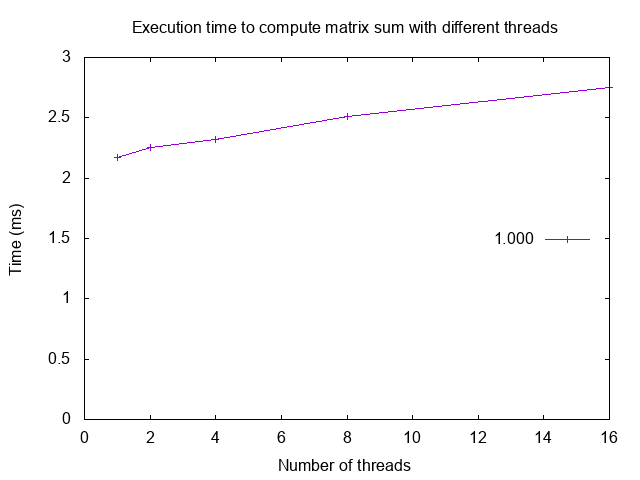 Execution time to compute matrix sum with different threads
3
2.5
2
1.5
1
0.5
0
Time (ms)
1.000
0 2 4 6 8 10 12 14 16
Number of threads